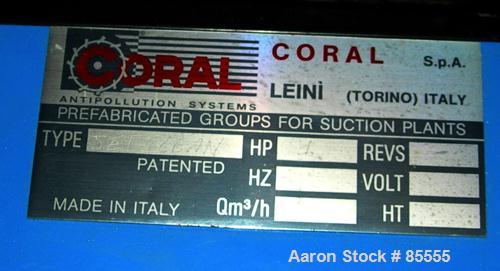 CORAL
ANTIPOLLUTION SYSTEMS
CORAL S.p.A.
LEINÌ (TORINO) ITALY
PREFABRICATED GROUPS FOR SUCTION PLANTS
TYPE HP REVS
PATENTED HZ VOLT
MADE IN ITALY Qm³/h HT
Aaron Stock # 85555